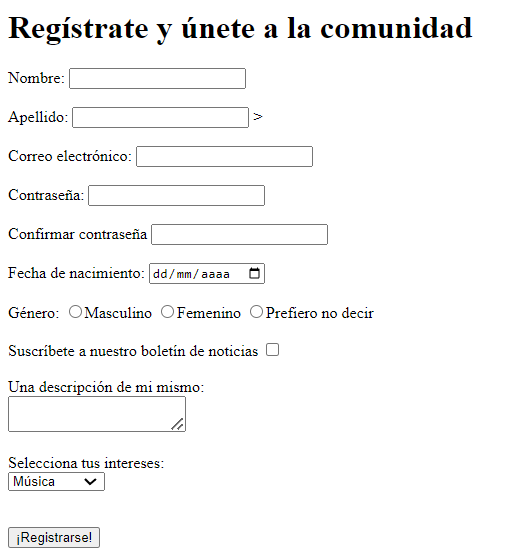 Regístrate y únete a la comunidad
Nombre:
Apellido: >
Correo electrónico:
Contraseña:
Confirmar contraseña
Fecha de nacimiento: dd/mm/aaaa
Género: Masculino Femenino Prefiero no decir
Suscríbete a nuestro boletín de noticias
Una descripción de mi mismo:
Selecciona tus intereses:
Música
¡Registrarse!